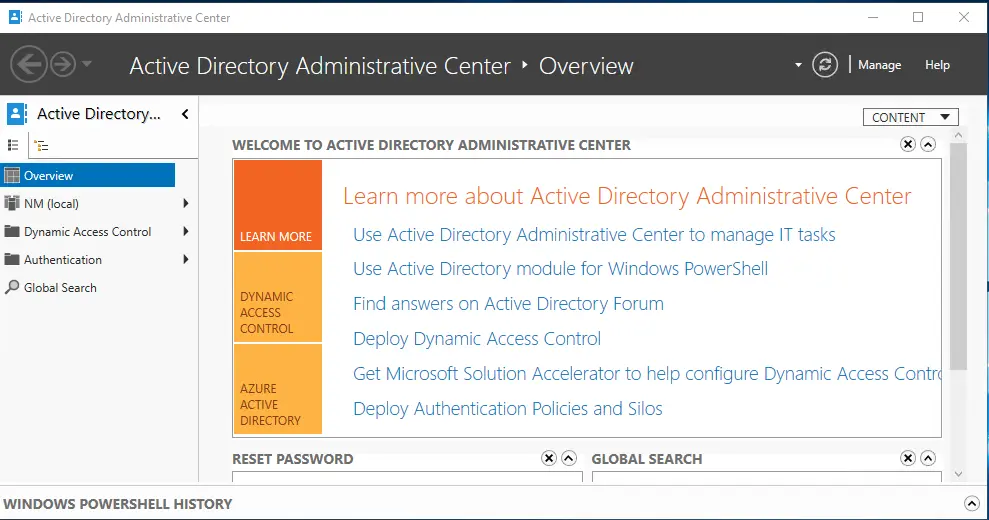 Active Directory Administrative Center
Active Directory Administrative Center ‣ Overview
Manage
Help
Active Directory...
Overview
NM (local)
Dynamic Access Control
Authentication
Global Search
CONTENT
WELCOME TO ACTIVE DIRECTORY ADMINISTRATIVE CENTER
LEARN MORE
DYNAMIC
ACCESS
CONTROL
AZURE
ACTIVE
DIRECTORY
Learn more about Active Directory Administrative Center
Use Active Directory Administrative Center to manage IT tasks
Use Active Directory module for Windows PowerShell
Find answers on Active Directory Forum
Deploy Dynamic Access Control
Get Microsoft Solution Accelerator to help configure Dynamic Access Contro
Deploy Authentication Policies and Silos
RESET PASSWORD
GLOBAL SEARCH
WINDOWS POWERSHELL HISTORY